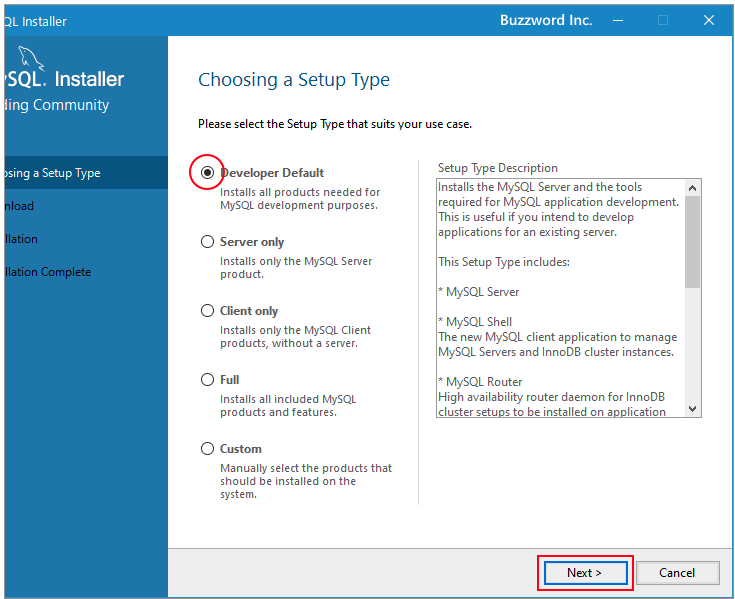 QL Installer
Buzzword Inc.
MySQL. Installer
ding Community
osing a Setup Type
nload
llation
llation Complete
Choosing a Setup Type
Please select the Setup Type that suits your use case.
Developer Default
Installs all products needed for
MySQL development purposes.
Server only
Installs only the MySQL Server
product.
Client only
Installs only the MySQL Client
products, without a server.
Full
Installs all included MySQL
products and features.
Custom
Manually select the products that
should be installed on the
system.
Setup Type Description
Installs the MySQL Server and the tools
required for MySQL application development.
This is useful if you intend to develop
applications for an existing server.
This Setup Type includes:
* MySQL Server
* MySQL Shell
The new MySQL client application to manage
MySQL Servers and InnoDB cluster instances.
* MySQL Router
High availability router daemon for InnoDB
cluster setups to be installed on application
Next >
Cancel